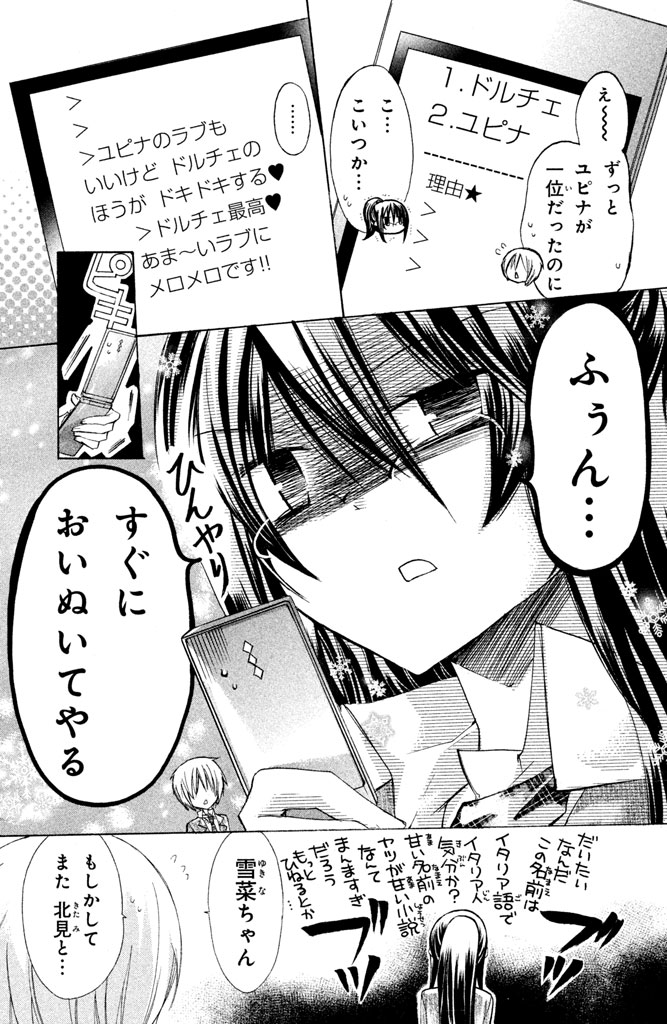 1.ドルチェ
2.ユピナ
理由★
>
>
え～～
ずっと
ユピナが
一位だったのに
こ…
こいつか…
>
>
>ユピナのラブも
いいけど ドルチェの
ほうが ドキドキする♥
>ドルチェ最高♥
あま～いラブに
メロメロです!!
……
ぴき
ふぅん…
ひんやり
すぐに
おいぬいてやる
だいたい
なんだ
この名前は
イタリア語で
イタリア人
気分か？
甘い名前の
ヤツが甘い小説
なんて
まんますぎ
だろう
もっと
ひねるとか…
ブツ
ブツ
雪菜ちゃん
もしかして
また 北見と…